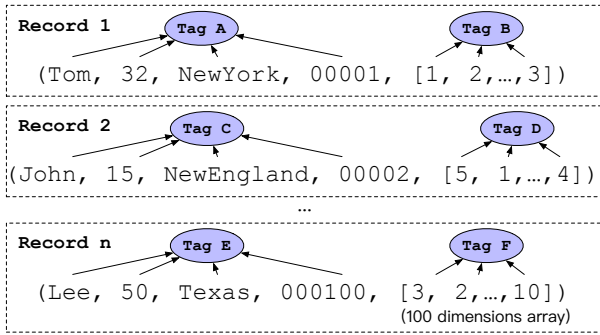 Record 1 Tag A Tag B
(Tom, 32, NewYork, 00001, [1, 2,…,3])
Record 2 Tag C Tag D
(John, 15, NewEngland, 00002, [5, 1,…,4])
…
Record n Tag E Tag F
(Lee, 50, Texas, 000100, [3, 2,…,10])
(100 dimensions array)